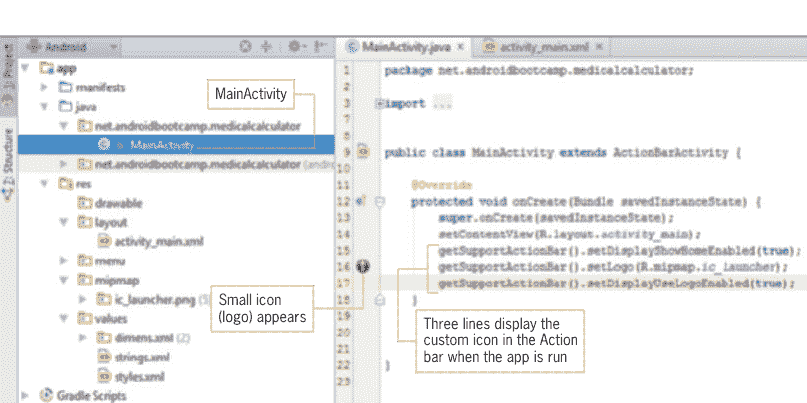 Android
MainActivity.java ×
activity_main.xml ×
1: Project
2: Structure
app
manifests
java
net.androidbootcamp.medicalcalculator
MainActivity
net.androidbootcamp.medicalcalculator
res
drawable
layout
activity_main.xml
menu
mipmap
ic_launcher.png
values
dimens.xml (2)
strings.xml
styles.xml
Gradle Scripts
MainActivity
Small icon
(logo) appears
1 package net.androidbootcamp.medicalcalculator;
2
3 import ...
7
8
9 public class MainActivity extends ActionBarActivity {
10
11 @Override
12 protected void onCreate(Bundle savedInstanceState) {
13 super.onCreate(savedInstanceState);
14 setContentView(R.layout.activity_main);
15 getSupportActionBar().setDisplayShowHomeEnabled(true);
16 getSupportActionBar().setLogo(R.mipmap.ic_launcher);
17 getSupportActionBar().setDisplayUseLogoEnabled(true);
18 }
19
20
21
22 }
23
Three lines display the
custom icon in the Action
bar when the app is run